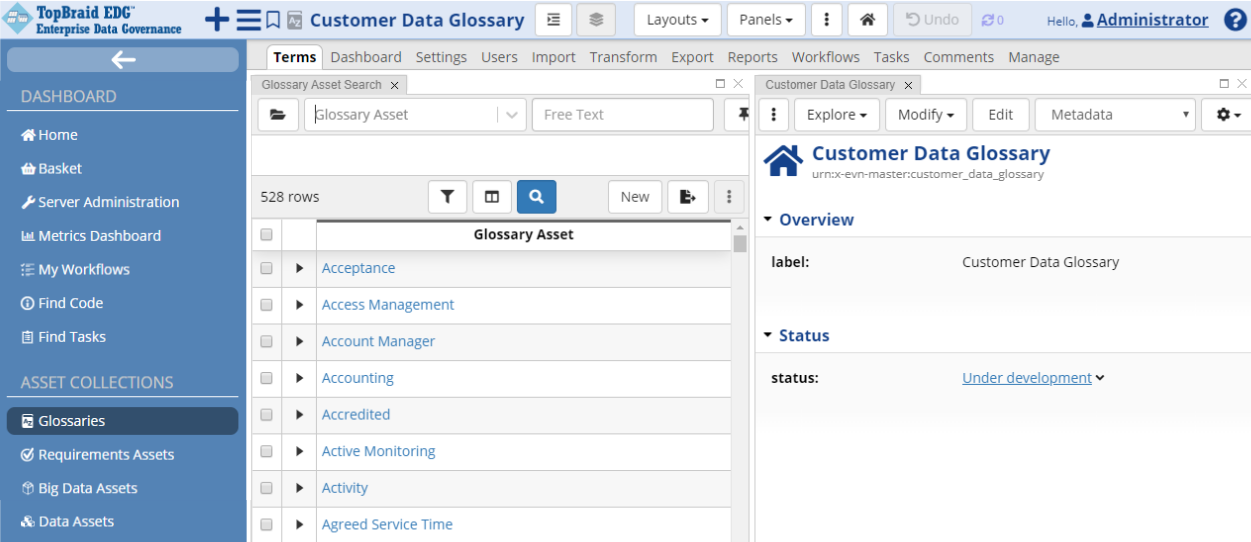 TopBraid EDG™
Enterprise Data Governance
Customer Data Glossary
Layouts
Panels
Undo
0
Hello, Administrator
?
Terms Dashboard Settings Users Import Transform Export Reports Workflows Tasks Comments Manage
DASHBOARD
Home
Basket
Server Administration
Metrics Dashboard
My Workflows
Find Code
Find Tasks
ASSET COLLECTIONS
Glossaries
Requirements Assets
Big Data Assets
Data Assets
Glossary Asset Search
Glossary Asset
Free Text
528 rows
New
Glossary Asset
Acceptance
Access Management
Account Manager
Accounting
Accredited
Active Monitoring
Activity
Agreed Service Time
Customer Data Glossary
Explore
Modify
Edit
Metadata
Customer Data Glossary
urn:x-evn-master:customer_data_glossary
Overview
label: Customer Data Glossary
Status
status: Under development